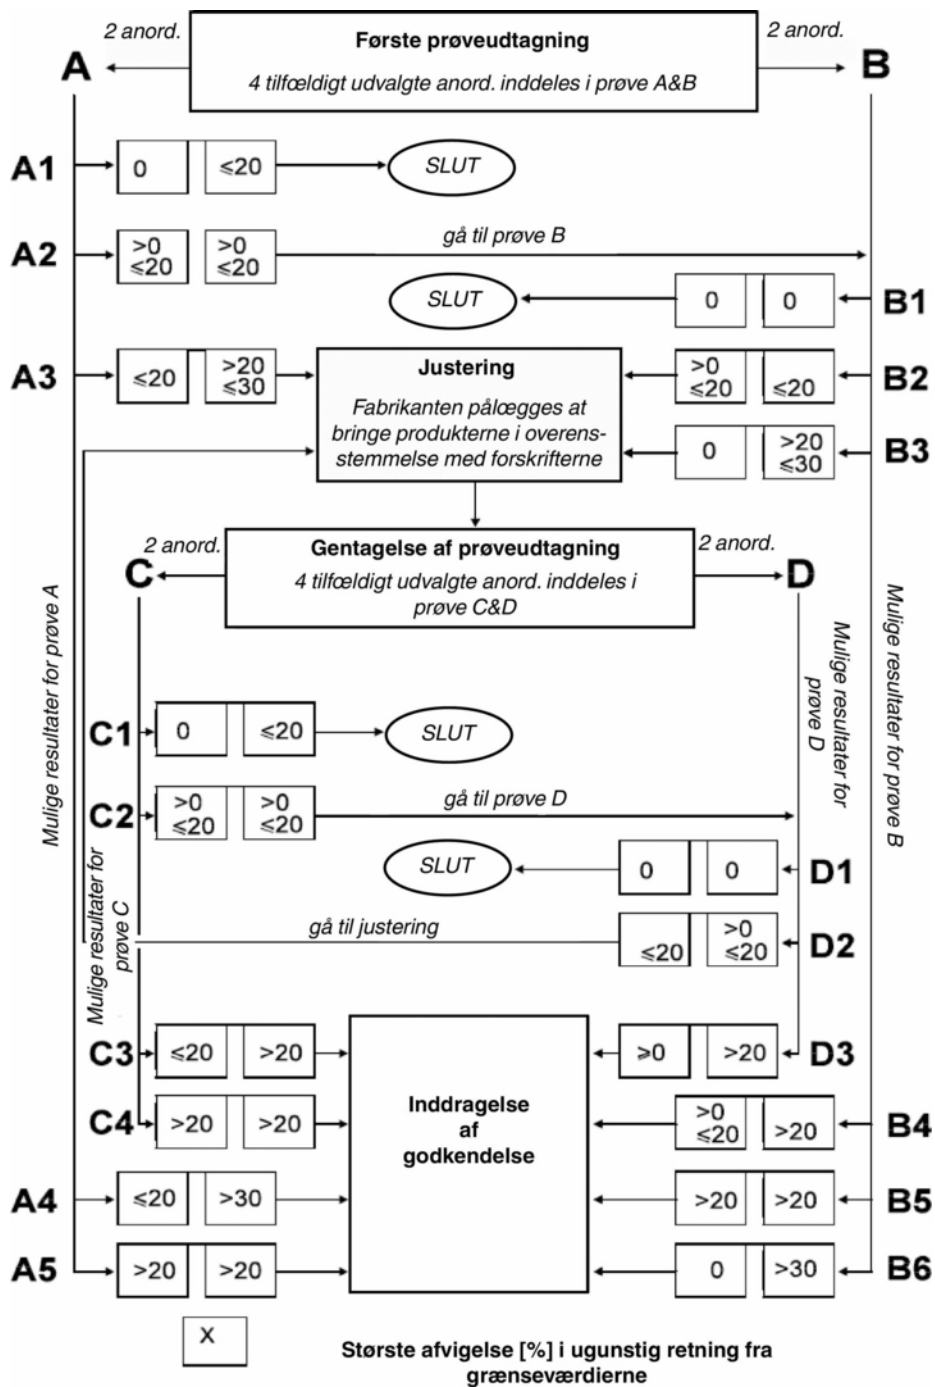 2 anord.
Første prøveudtagning
4 tilfældigt udvalgte anord. inddeles i prøve A&B
2 anord.
A
B
A1
0
≤20
SLUT
A2
>0
≤20
>0
≤20
gå til prøve B
SLUT
0
0
B1
A3
≤20
>20
≤30
Justering
Fabrikanten pålægges at
bringe produkterne i overens-
stemmelse med forskrifterne
>0
≤20
≤20
B2
0
>20
≤30
B3
2 anord.
Gentagelse af prøveudtagning
4 tilfældigt udvalgte anord. inddeles i
prøve C&D
2 anord.
C
D
Mulige resultater for prøve A
Mulige resultater for
prøve D
Mulige resultater for prøve B
C1
0
≤20
SLUT
C2
>0
≤20
>0
≤20
gå til prøve D
Mulige resultater for
prøve C
SLUT
0
0
D1
gå til justering
≤20
>0
≤20
D2
C3
≤20
>20
Inddragelse
af
godkendelse
≥0
>20
D3
C4
>20
>20
>0
≤20
>20
B4
A4
≤20
>30
>20
>20
B5
A5
>20
>20
0
>30
B6
X
Største afvigelse [%] i ugunstig retning fra
grænseværdierne